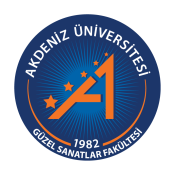 AKDENİZ ÜNİVERSİTESİ
1982
GÜZEL SANATLAR FAKÜLTESİ